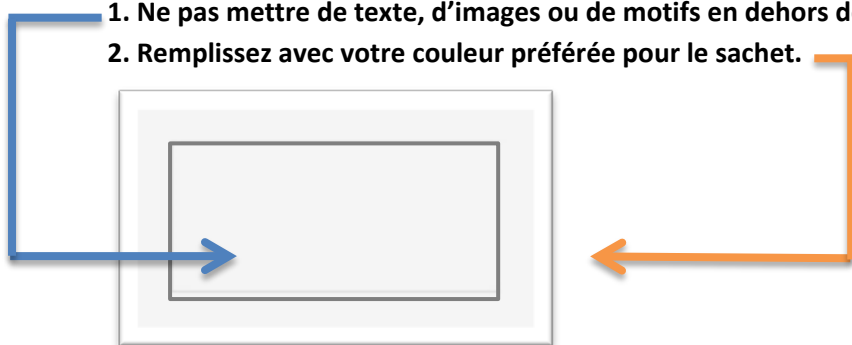 1. Ne pas mettre de texte, d’images ou de motifs en dehors
2. Remplissez avec votre couleur préférée pour le sachet.